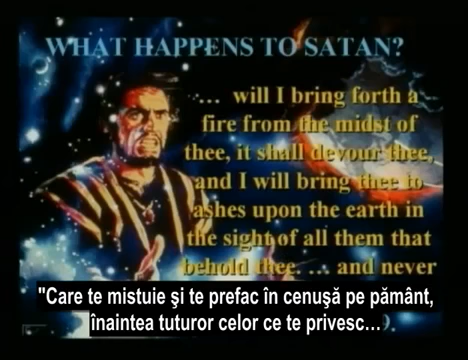 WHAT HAPPENS TO SATAN?
… will I bring forth a
fire from the midst of
thee, it shall devour thee,
and I will bring thee to
ashes upon the earth in
the sight of all them that
behold thee. … and never
"Care te mistuie şi te prefac în cenuşă pe pământ,
înaintea tuturor celor ce te privesc…